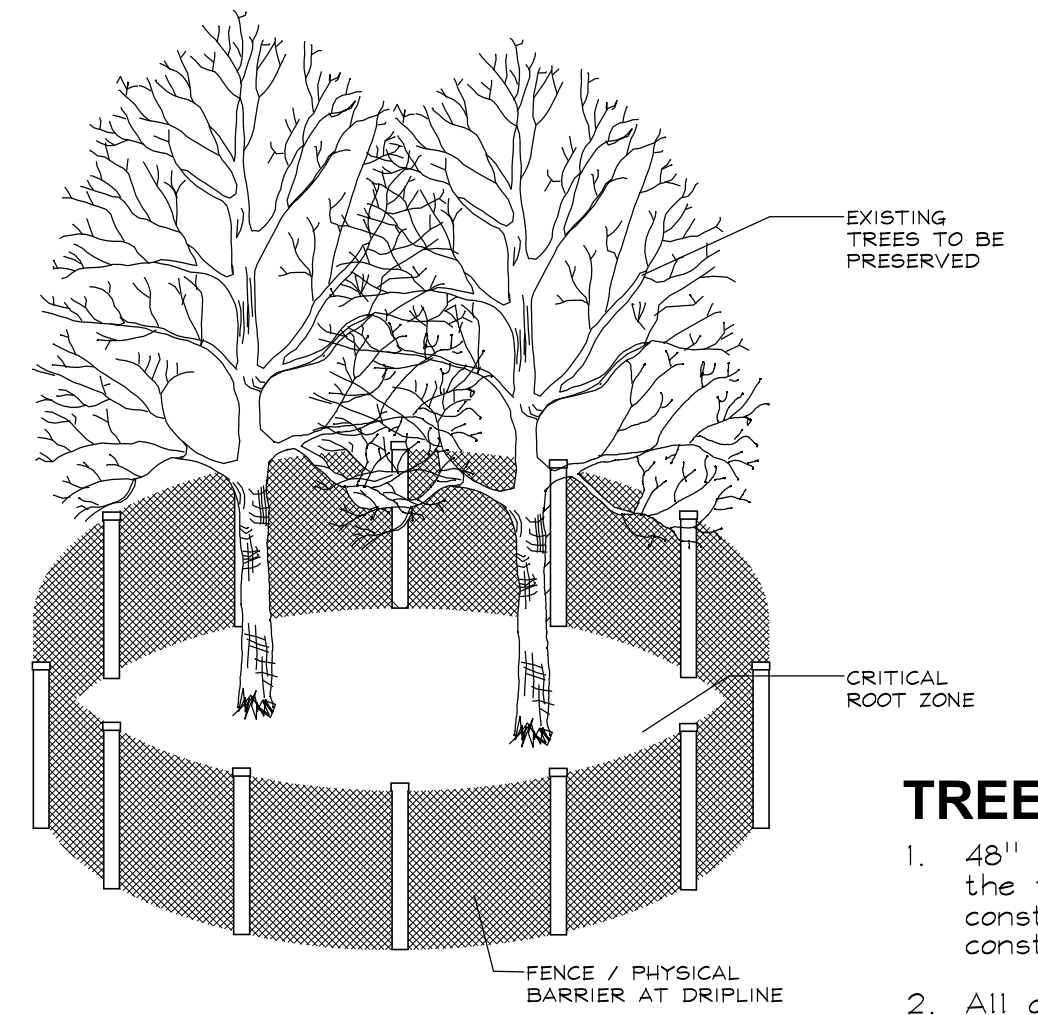 EXISTING
TREES TO BE
PRESERVED
CRITICAL
ROOT ZONE
TREE
1. 48"
the
const
const
FENCE / PHYSICAL
BARRIER AT DRIPLINE
2. All